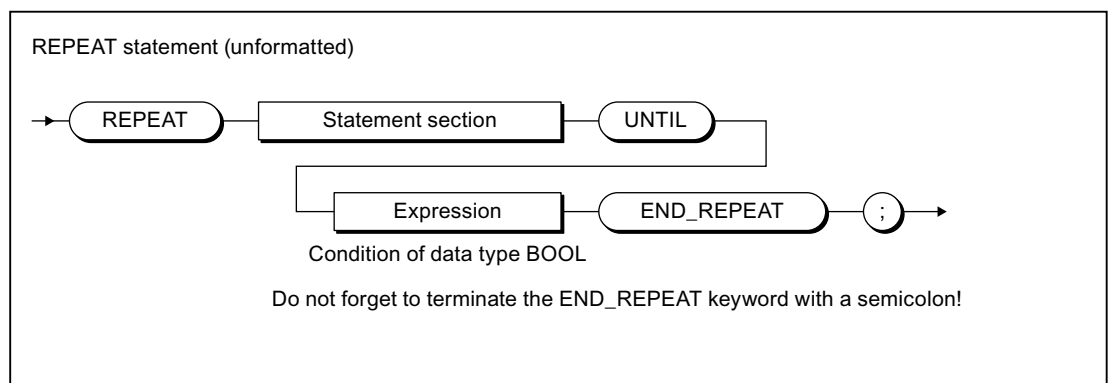 REPEAT statement (unformatted)
REPEAT Statement section UNTIL
Expression END_REPEAT ;
Condition of data type BOOL
Do not forget to terminate the END_REPEAT keyword with a semicolon!